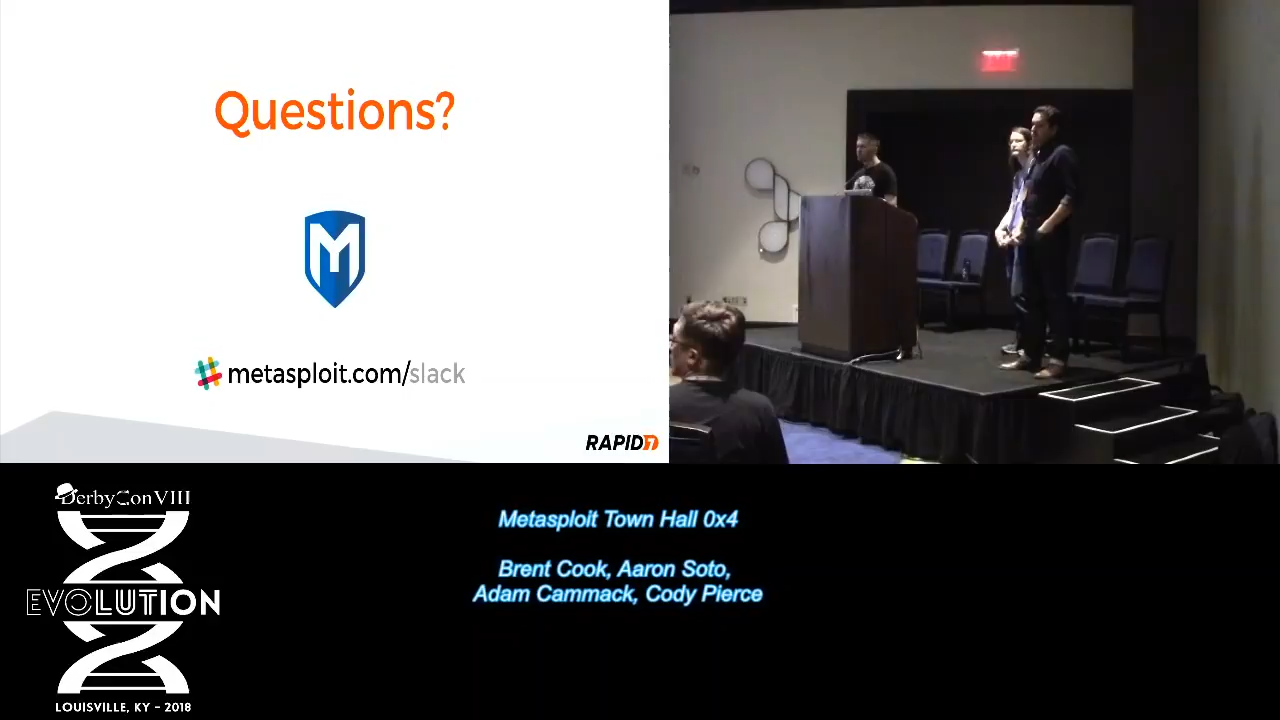 Questions?
M
metasploit.com/slack
RAPID7
DerbyCon VIII
EVOLUTION
LOUISVILLE, KY - 2018
Metasploit Town Hall 0x4
Brent Cook, Aaron Soto,
Adam Cammack, Cody Pierce